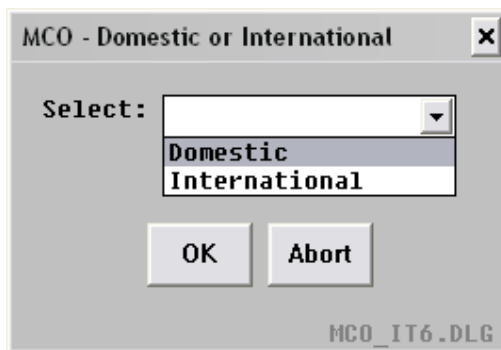 MCO - Domestic or International
Select:
Domestic
International
OK Abort
MCO_IT6.DLG